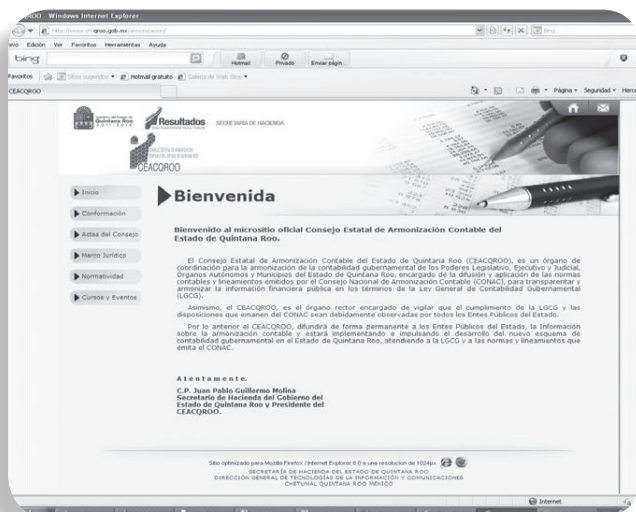 Windows Internet Explorer
Edición Ver Favoritos Herramientas Ayuda
bing
Hotmail
Privado
Enviar págin...
Favoritos Sitios sugeridos Hotmail gratuito Galería de Web Slice
CEACQROO
Página Seguridad
Quintana Roo
2011 - 2016
Resultados
SECRETARÍA DE HACIENDA
CEACQROO
Inicio
Conformación
Actas del Consejo
Marco Jurídico
Normatividad
Cursos y Eventos
Bienvenida
Bienvenido al micrositio oficial Consejo Estatal de Armonización Contable del
Estado de Quintana Roo.
El Consejo Estatal de Armonización Contable del Estado de Quintana Roo (CEACQROO), es un órgano de
coordinación para la armonización de la contabilidad gubernamental de los Poderes Legislativo, Ejecutivo y Judicial,
Órganos Autónomos y Municipios del Estado de Quintana Roo, encargado de la difusión y aplicación de las normas
contables y lineamientos emitidos por el Consejo Nacional de Armonización Contable (CONAC), para transparentar y
armonizar la información financiera pública en los términos de la Ley General de Contabilidad Gubernamental
(LGCG).
Asimismo, el CEACQROO, es el órgano rector encargado de vigilar que el cumplimiento de la LGCG y las
disposiciones que emanen del CONAC sean debidamente observadas por todos los Entes Públicos del Estado.
Por lo anterior el CEACQROO, difundirá de forma permanente a los Entes Públicos del Estado, la Información
sobre la armonización contable y estará implementando e impulsando el desarrollo del nuevo esquema de
contabilidad gubernamental en el Estado de Quintana Roo, atendiendo a la LGCG y a las normas y lineamientos que
emita el CONAC.
Atentamente.
C.P. Juan Pablo Guillermo Molina
Secretario de Hacienda del Gobierno del
Estado de Quintana Roo y Presidente del
CEACQROO.
Sitio optimizado para Mozilla Firefox / Internet Explorer 8.0 a una resolucion de 1024px
SECRETARÍA DE HACIENDA DEL ESTADO DE QUINTANA ROO
DIRECCIÓN GENERAL DE TECNOLOGÍAS DE LA INFORMACIÓN Y COMUNICACIONES
CHETUMAL QUINTANA ROO MEXICO
Internet